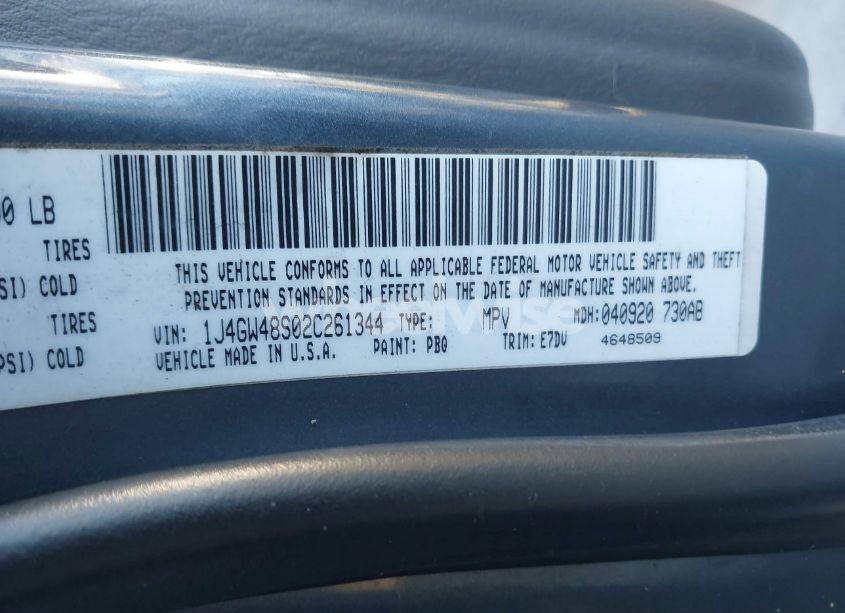 00 LB
TIRES
SI) COLD
TIRES
PSI) COLD
THIS VEHICLE CONFORMS TO ALL APPLICABLE FEDERAL MOTOR VEHICLE SAFETY AND THEFT
PREVENTION STANDARDS IN EFFECT ON THE DATE OF MANUFACTURE SHOWN ABOVE.
VIN: 1J4GW48S02C261344 TYPE: MPV MDH: 040920 730AB
VEHICLE MADE IN U.S.A. PAINT: PBQ TRIM: E7DV 4648509